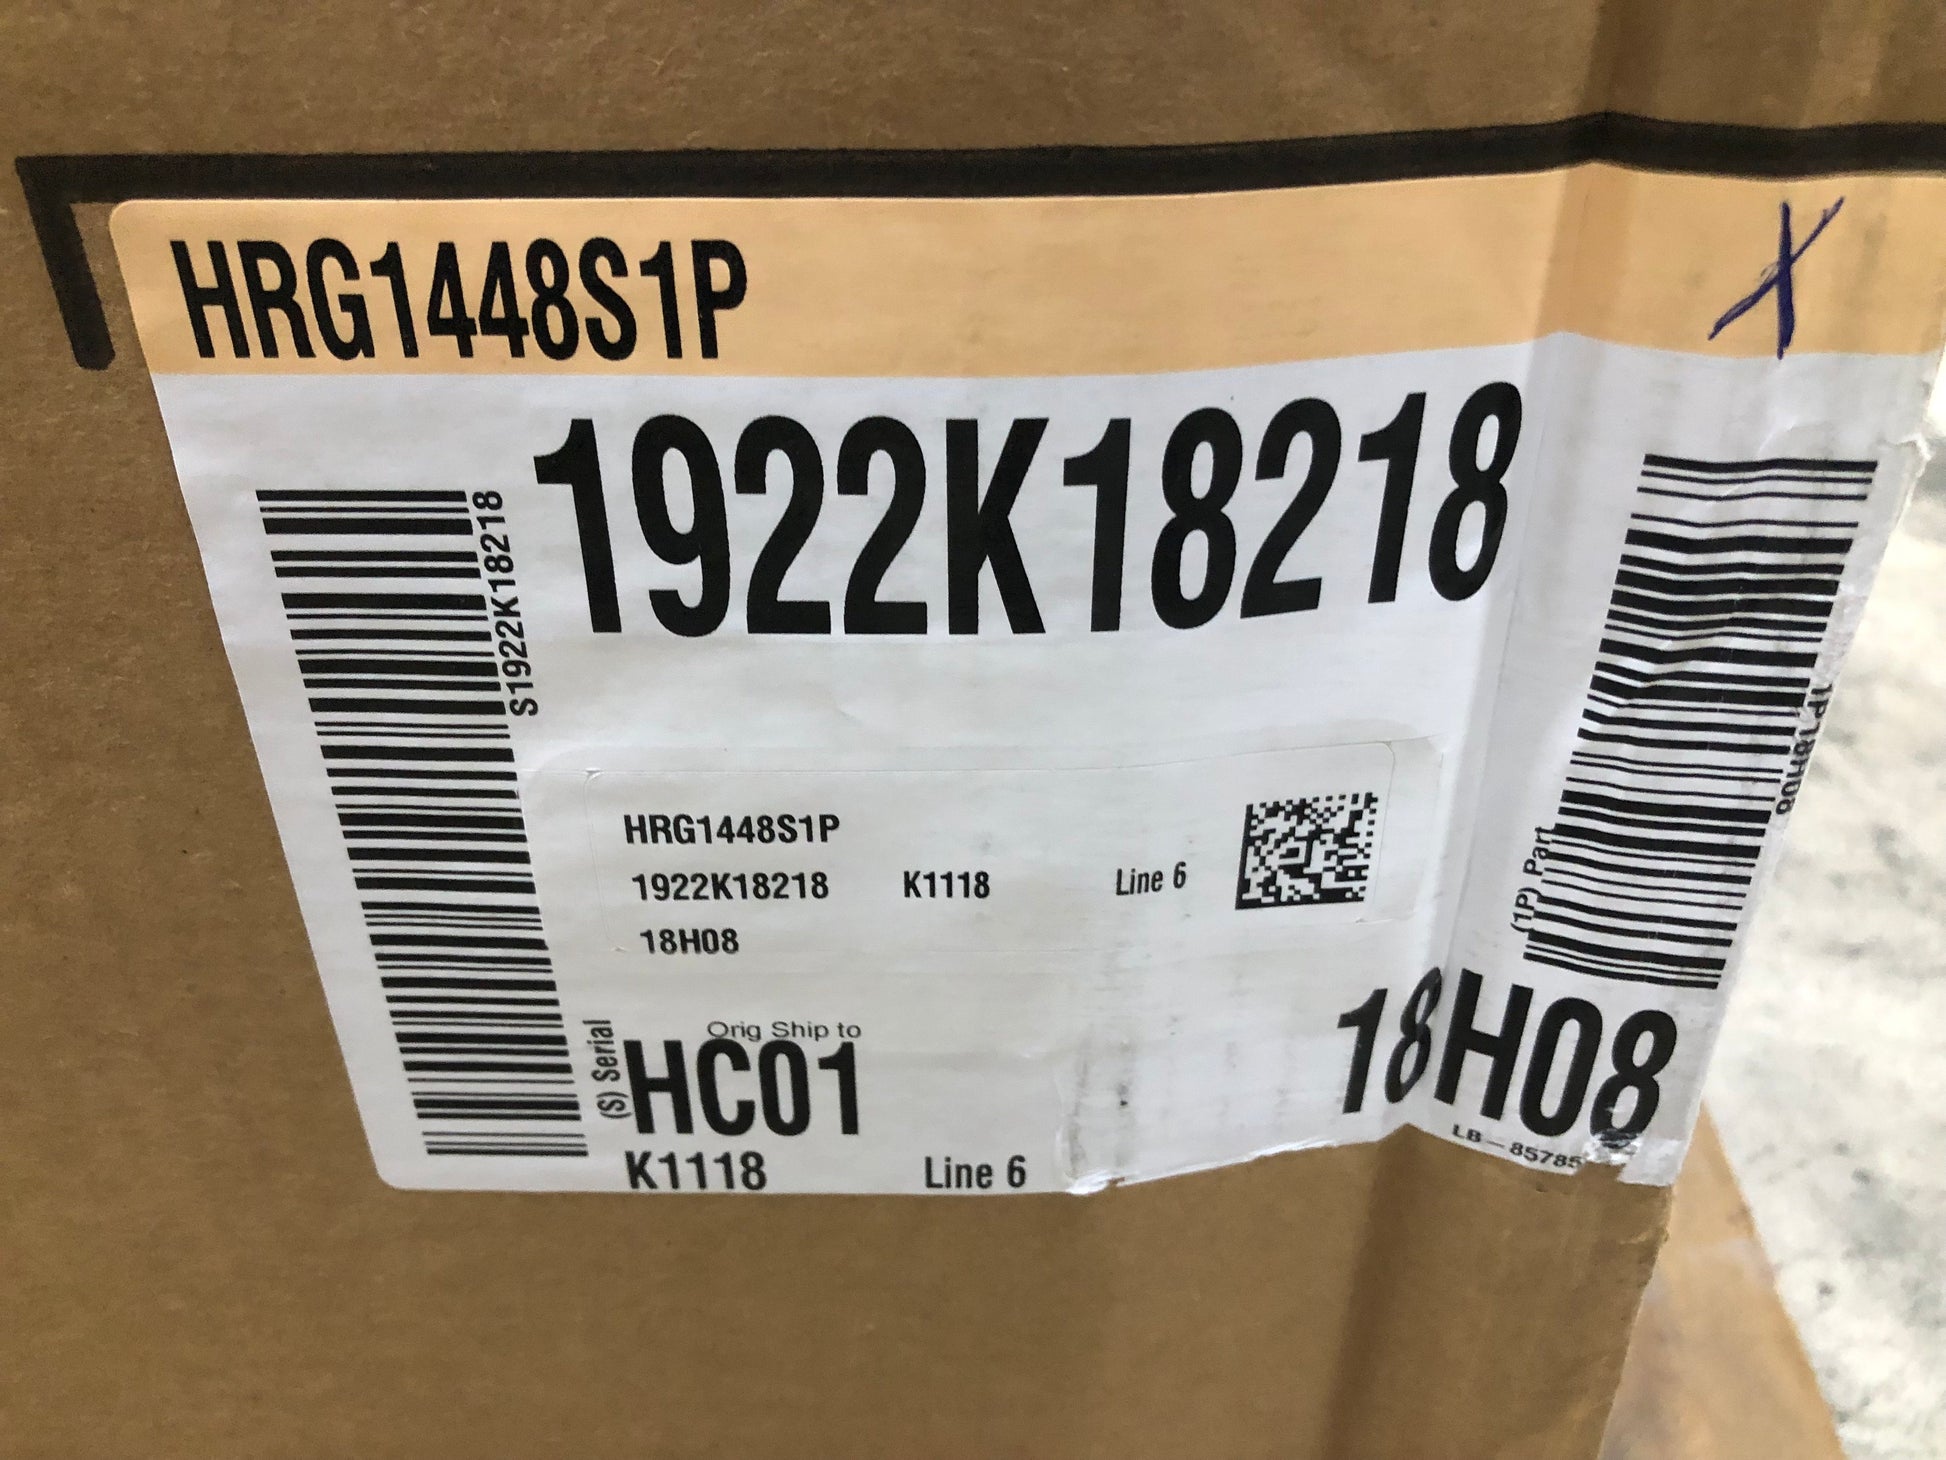 HRG1448S1P
X
1922K18218
S1922K18218
(S) Serial
HRG1448S1P
1922K18218 K1118 Line 6
18H08
(1P) Part
1P18H08
Orig Ship to
HC01
18H08
K1118 Line 6